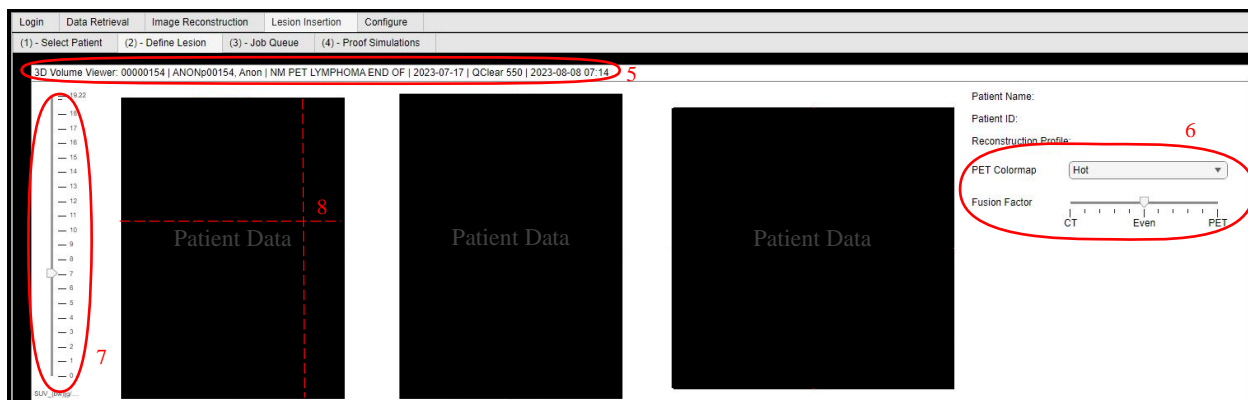 Login Data Retrieval Image Reconstruction Lesion Insertion Configure
(1) - Select Patient (2) - Define Lesion (3) - Job Queue (4) - Proof Simulations
3D Volume Viewer: 00000154 | ANONp00154, Anon | NM PET LYMPHOMA END OF | 2023-07-17 | QClear 550 | 2023-08-08 07:14
5
19.22
18
17
16
15
14
13
12
11
10
9
8
7
6
5
4
3
2
1
0
7
8
Patient Data
Patient Data
Patient Data
Patient Name:
Patient ID:
Reconstruction Profile:
6
PET Colormap Hot
Fusion Factor
CT Even PET